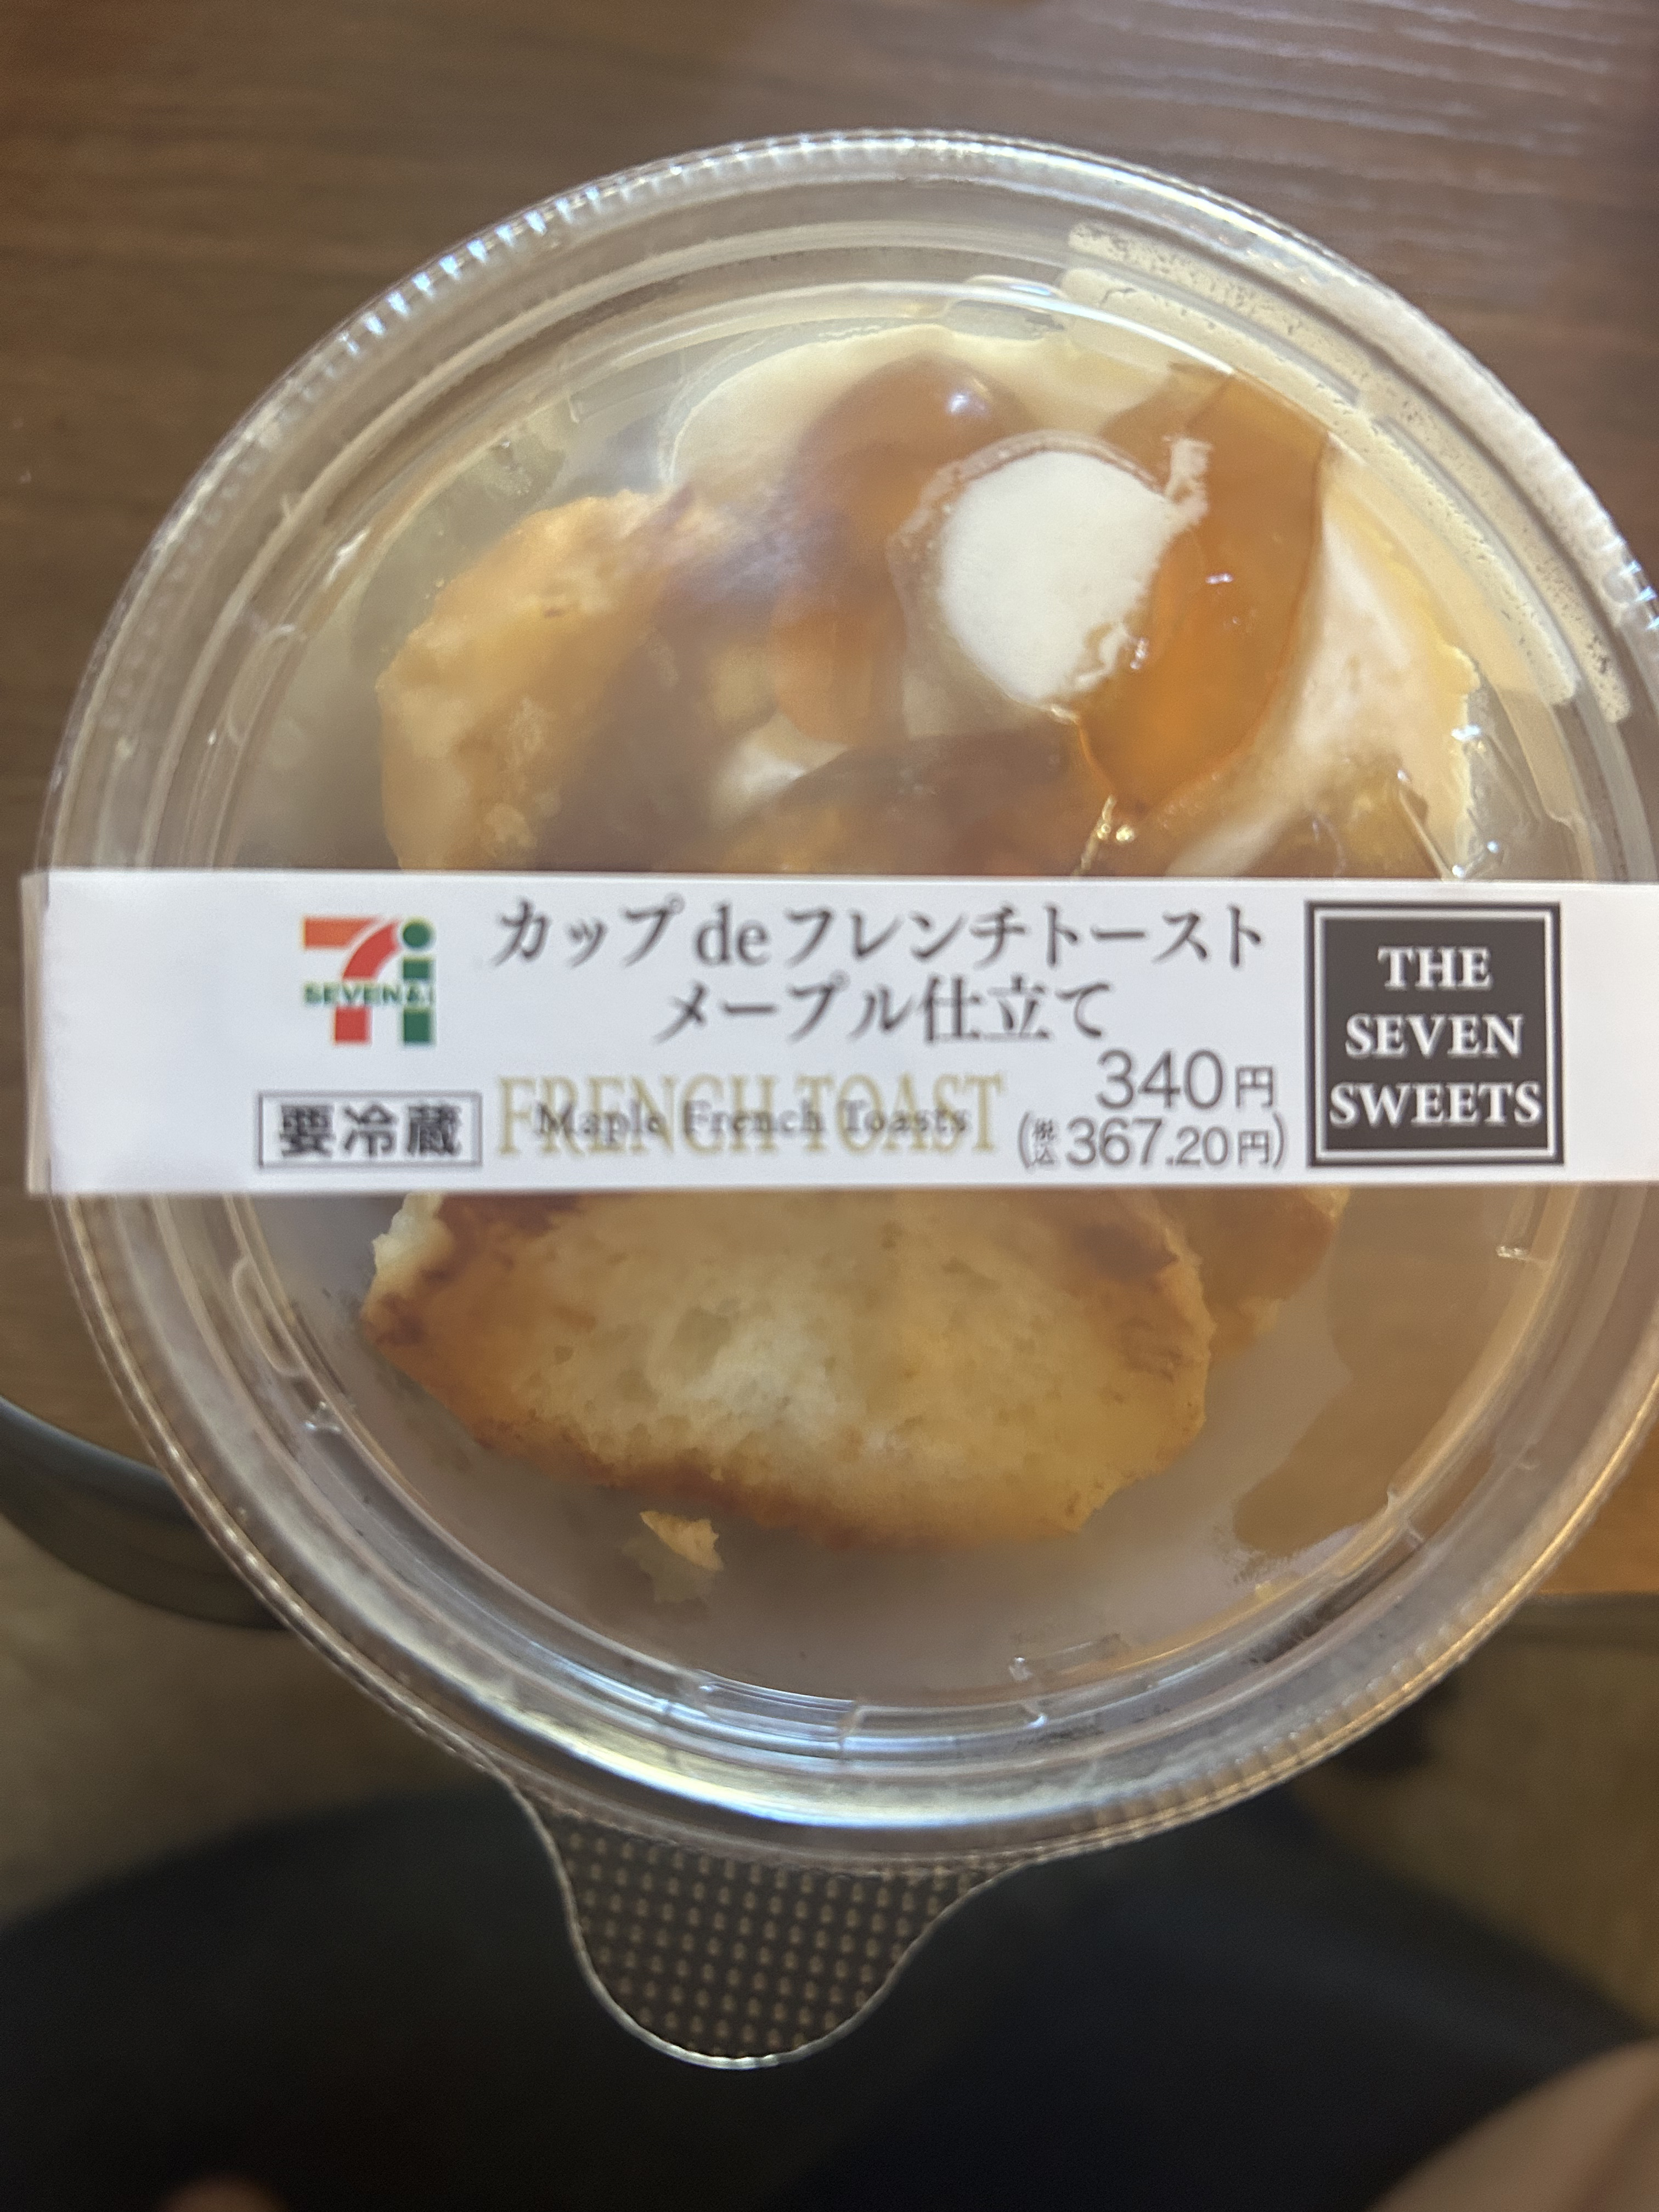 SEVEN&i
カップdeフレンチトースト
メープル仕立て
FRENCH TOAST
Maple French Toasts
要冷蔵
340円
(税込367.20円)
THE
SEVEN
SWEETS